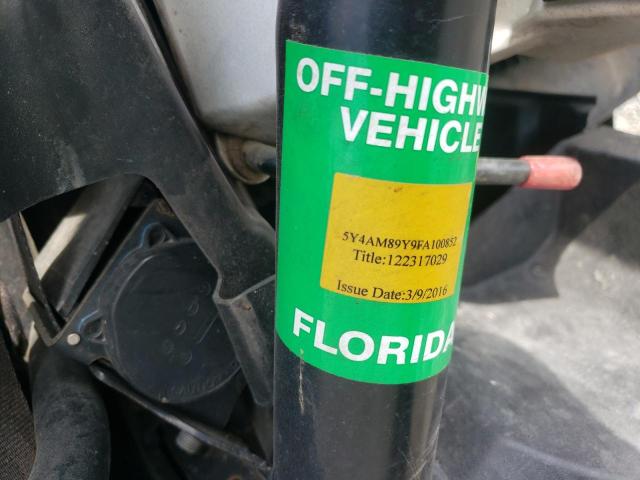 OFF-HIGHW
VEHICLE
5Y4AM89Y9FA100852
Title:122317029
Issue Date:3/9/2016
FLORIDA